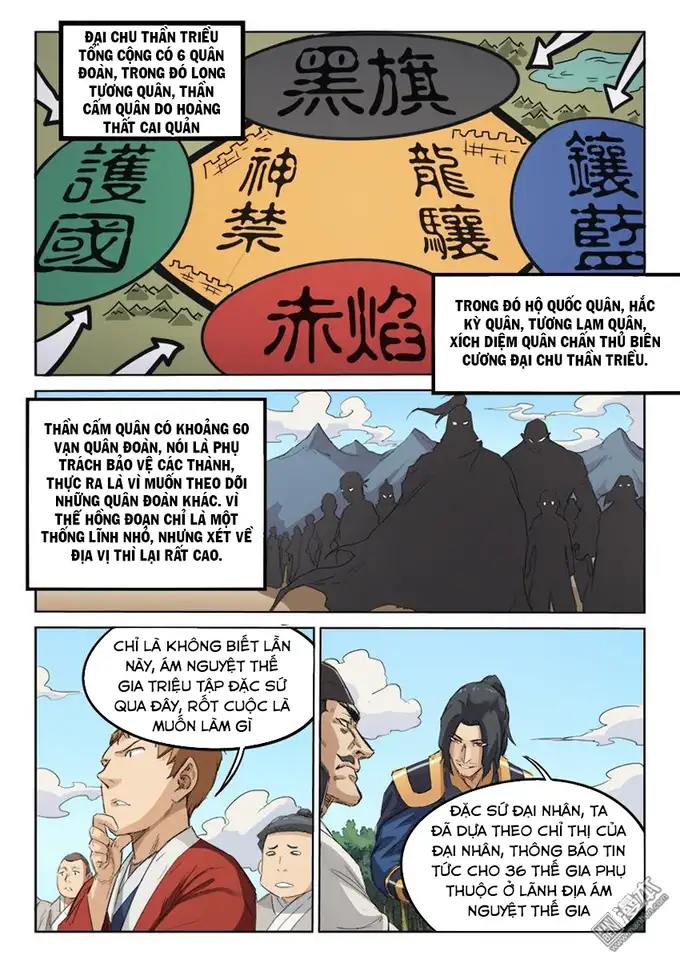 ĐẠI CHU THẦN TRIỀU
TỔNG CỘNG CÓ 6 QUÂN
ĐOÀN, TRONG ĐÓ LONG
TƯƠNG QUÂN, THẦN
CẤM QUÂN DO HOÀNG
THẤT CAI QUẢN
黑旗
護國
神禁
龍驤
鑲藍
赤焰
TRONG ĐÓ HỘ QUỐC QUÂN, HẮC
KỲ QUÂN, TƯƠNG LAM QUÂN,
XÍCH DIỆM QUÂN CHẤN THỦ BIÊN
CƯƠNG ĐẠI CHU THẦN TRIỀU.
THẦN CẤM QUÂN CÓ KHOẢNG 60
VẠN QUÂN ĐOÀN, NÓI LÀ PHỤ
TRÁCH BẢO VỆ CÁC THÀNH,
THỰC RA LÀ VÌ MUỐN THEO DÕI
NHỮNG QUÂN ĐOÀN KHÁC. VÌ
THẾ HỒNG ĐOẠN CHỈ LÀ MỘT
THỐNG LĨNH NHỎ, NHƯNG XÉT VỀ
ĐỊA VỊ THÌ LẠI RẤT CAO.
CHỈ LÀ KHÔNG BIẾT LẦN
NÀY, ÁM NGUYỆT THẾ
GIA TRIỆU TẬP ĐẶC SỨ
QUA ĐÂY, RỐT CUỘC LÀ
MUỐN LÀM GÌ
ĐẶC SỨ ĐẠI NHÂN, TA
ĐÃ DỰA THEO CHỈ THỊ CỦA
ĐẠI NHÂN, THÔNG BÁO TIN
TỨC CHO 36 THẾ GIA PHỤ
THUỘC Ở LÃNH ĐỊA ÁM
NGUYỆT THẾ GIA